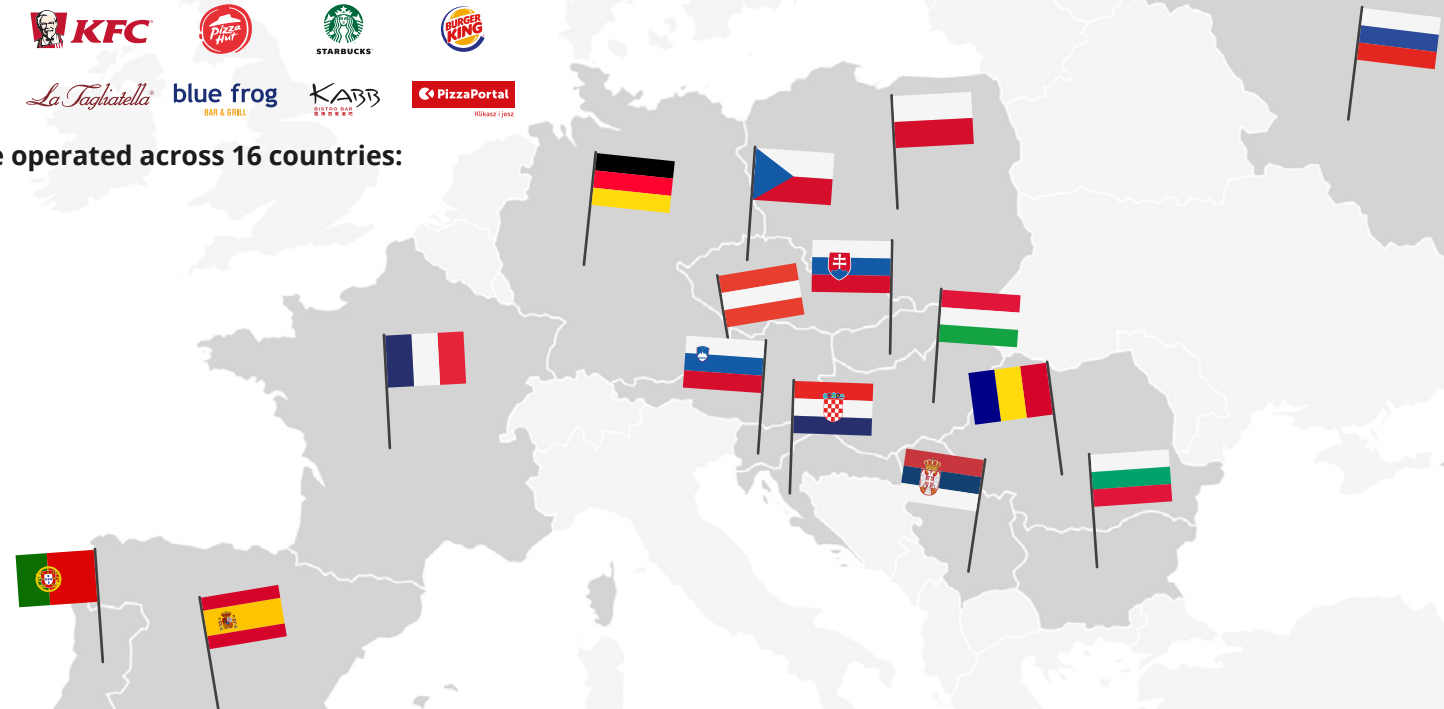 KFC
Pizza
Hut
STARBUCKS
BURGER
KING
La Tagliatella
blue frog
BAR & GRILL
KABB
BISTRO BAR
PizzaPortal
Klikasz i jesz
e operated across 16 countries: